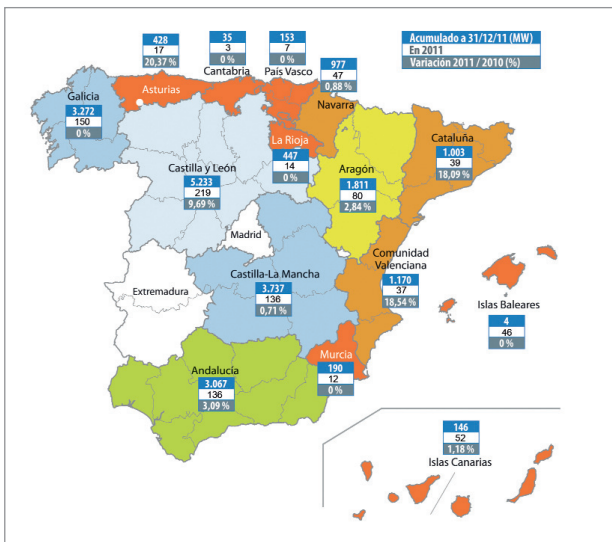 Acumulado a 31/12/11 (MW)
En 2011
Variación 2011 / 2010 (%)
428
17
20,37 %
Asturias
35
3
0 %
Cantabria
153
7
0 %
País Vasco
977
47
0,88 %
Navarra
Galicia
3.272
150
0 %
La Rioja
447
14
0 %
Cataluña
1.003
39
18,09 %
Castilla y León
5.233
219
9,69 %
Aragón
1.811
80
2,84 %
Madrid
Comunidad
Valenciana
1.170
37
18,54 %
Castilla-La Mancha
3.737
136
0,71 %
Extremadura
Islas Baleares
4
46
0 %
Murcia
190
12
0 %
Andalucía
3.067
136
3,09 %
146
52
1,18 %
Islas Canarias